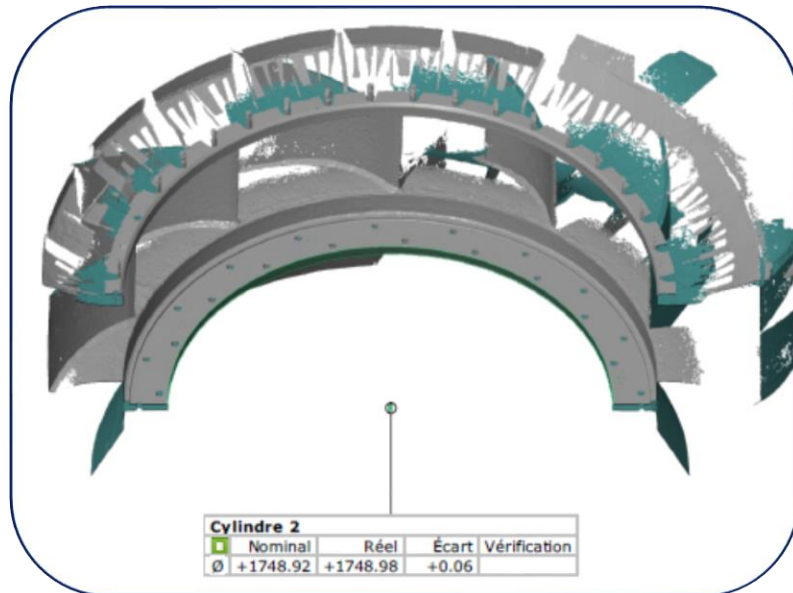 Cylindre 2
Nominal Réel Écart Vérification
Ø +1748.92 +1748.98 +0.06